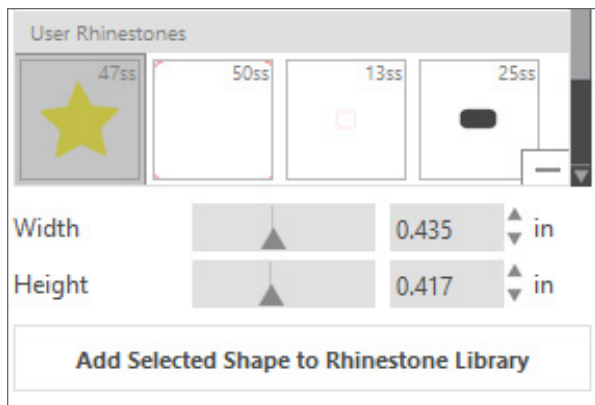 User Rhinestones
47ss 50ss 13ss 25ss
Width 0.435 in
Height 0.417 in
Add Selected Shape to Rhinestone Library